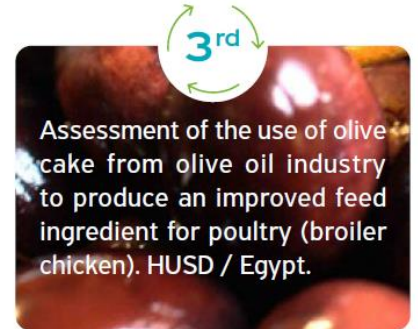 3rd
Assessment of the use of olive
cake from olive oil industry
to produce an improved feed
ingredient for poultry (broiler
chicken). HUSD / Egypt.